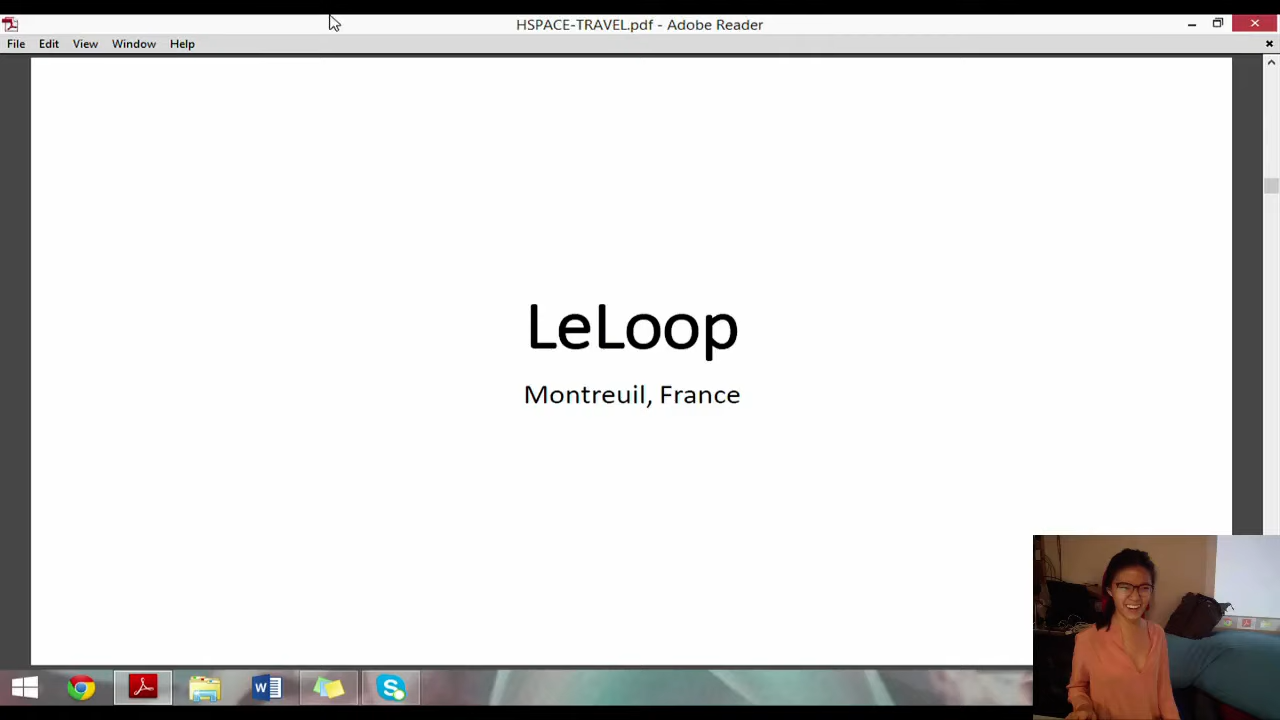 HSPACE-TRAVEL.pdf - Adobe Reader
File Edit View Window Help
LeLoop
Montreuil, France